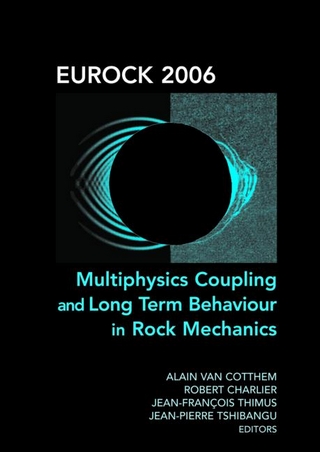 EUROCK 2006
Multiphysics Coupling
and Long Term Behaviour
in Rock Mechanics
ALAIN VAN COTTHEM
ROBERT CHARLIER
JEAN-FRANÇOIS THIMUS
JEAN-PIERRE TSHIBANGU
EDITORS